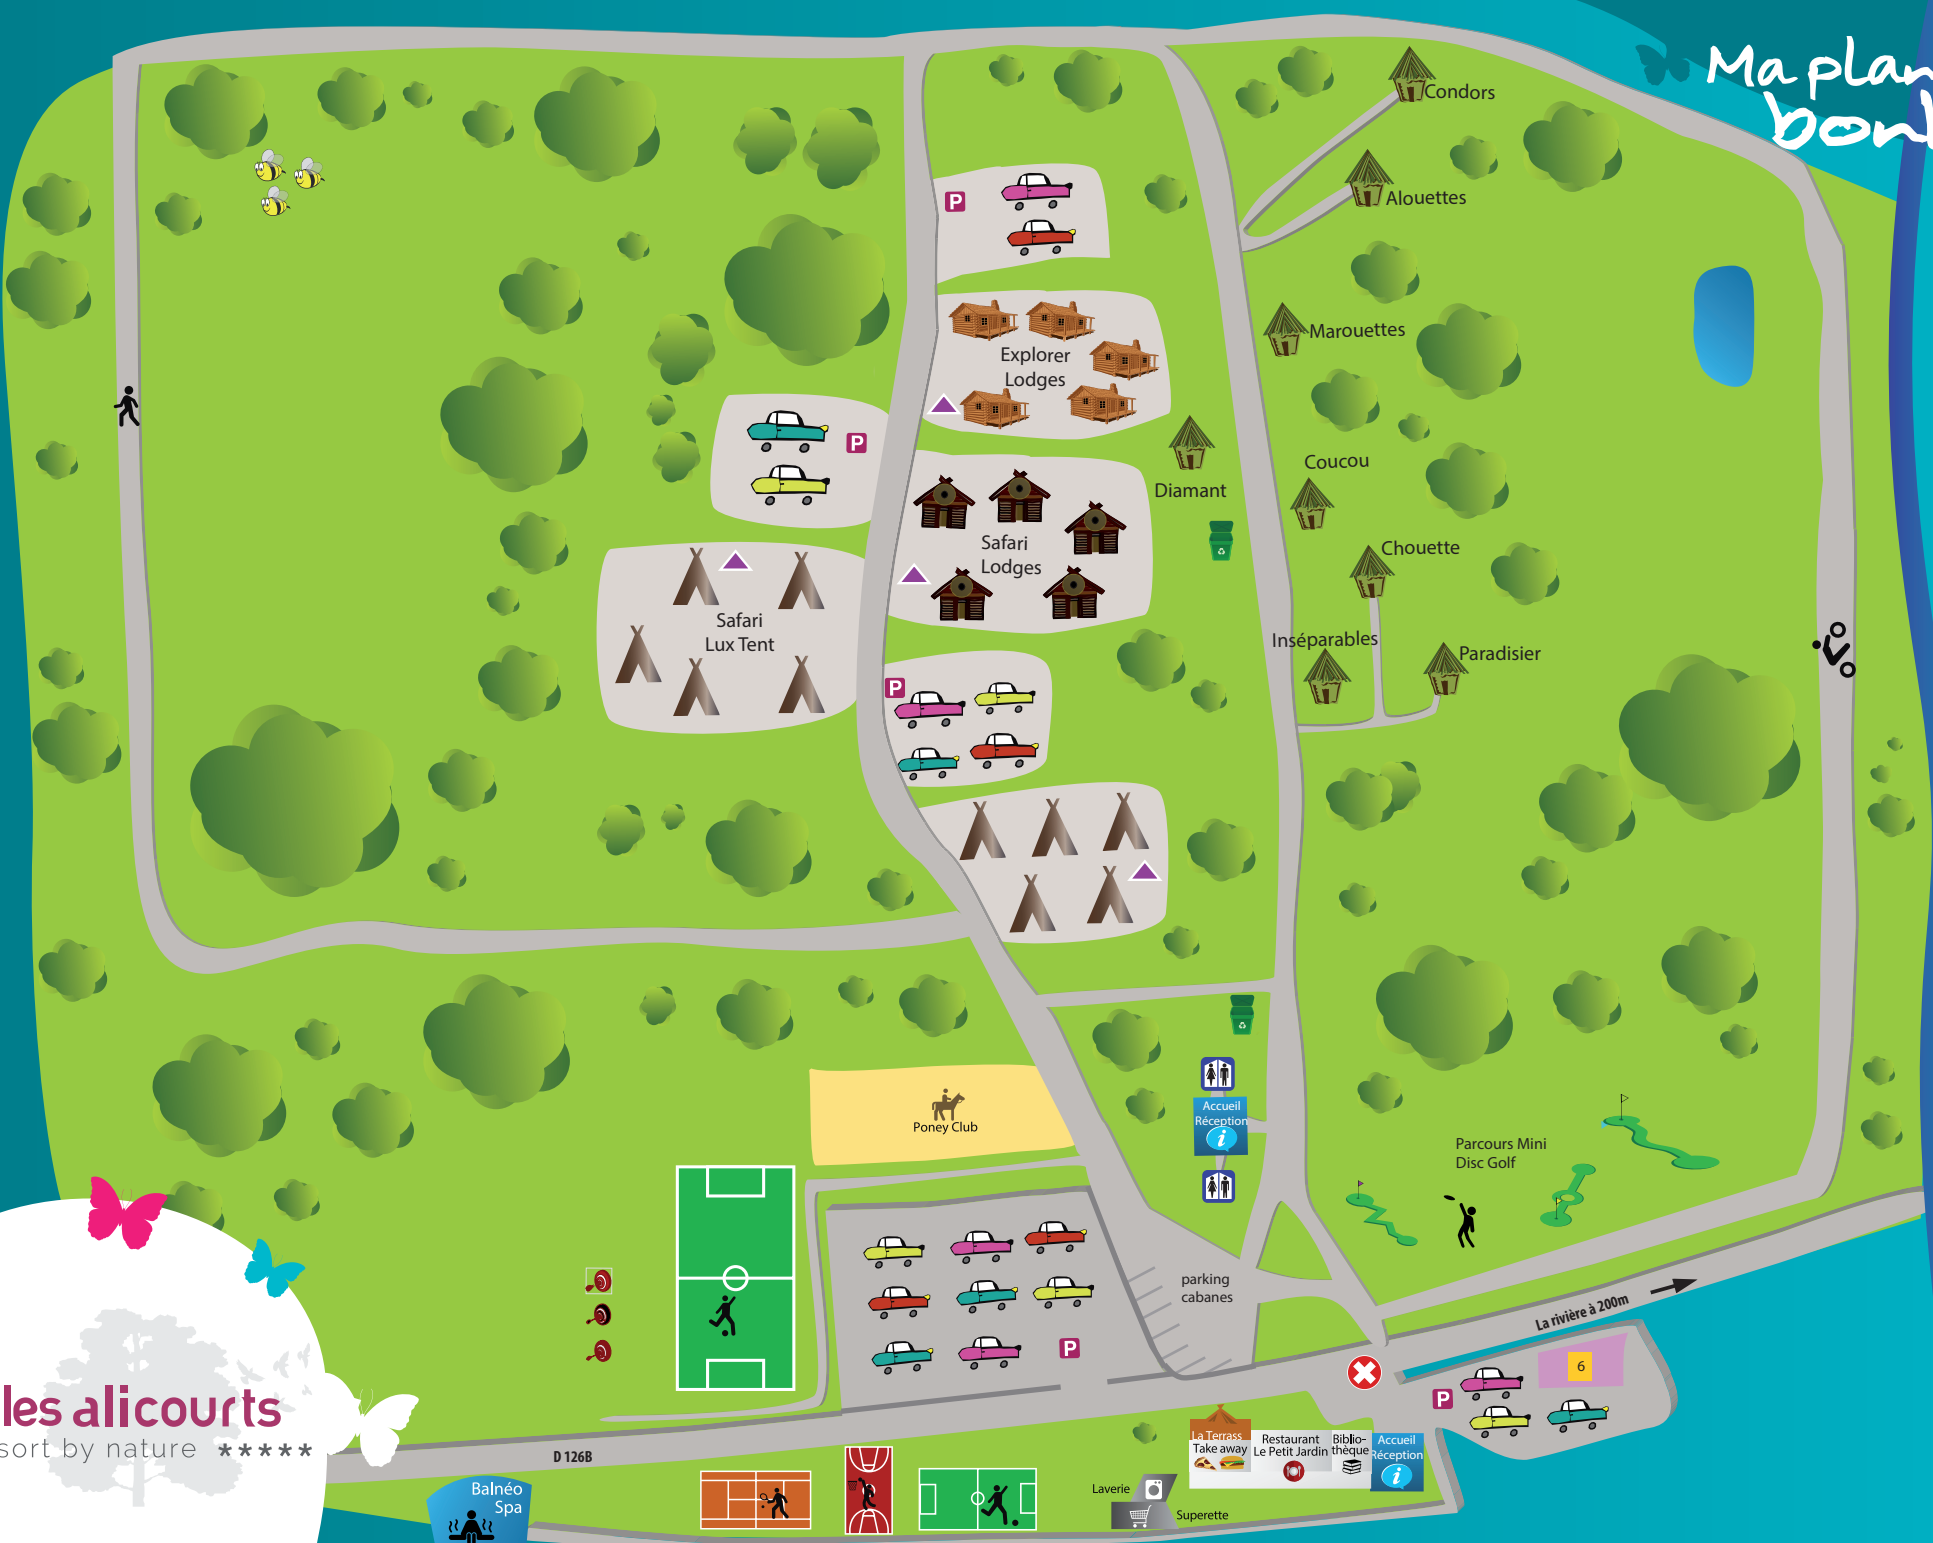 Ma plan
bon
Condors
Alouettes
P
Marouettes
Explorer
Lodges
P
Coucou
Diamant
Safari
Lodges
Chouette
Safari
Lux Tent
Inséparables
Paradisier
P
Accueil
Réception
i
Poney Club
Parcours Mini
Disc Golf
parking
cabanes
P
La rivière à 200m
6
P
les alicourts
sort by nature *****
D 126B
La Terrass
Take away
Restaurant
Le Petit Jardin
Biblio-
thèque
Accueil
Réception
i
Balnéo
Spa
Laverie
Superette